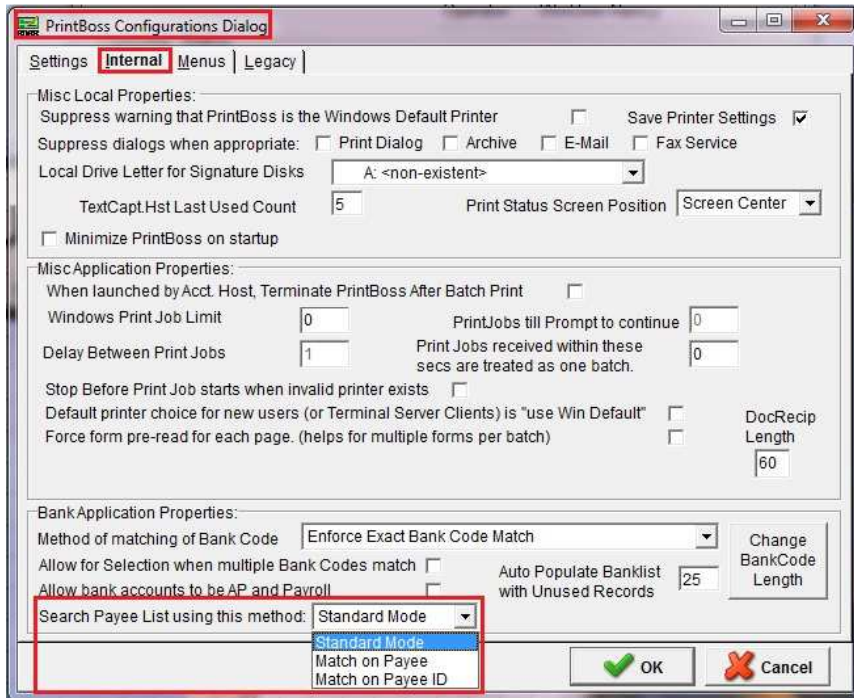 PrintBoss Configurations Dialog
Settings Internal Menus Legacy
Misc Local Properties:
Suppress warning that PrintBoss is the Windows Default Printer Save Printer Settings
Suppress dialogs when appropriate: Print Dialog Archive E-Mail Fax Service
Local Drive Letter for Signature Disks A: <non-existent>
TextCapt.Hst Last Used Count 5 Print Status Screen Position Screen Center
Minimize PrintBoss on startup
Misc Application Properties:
When launched by Acct. Host, Terminate PrintBoss After Batch Print
Windows Print Job Limit 0 PrintJobs till Prompt to continue 0
Delay Between Print Jobs 1 Print Jobs received within these
secs are treated as one batch. 0
Stop Before Print Job starts when invalid printer exists
Default printer choice for new users (or Terminal Server Clients) is "use Win Default"
Force form pre-read for each page. (helps for multiple forms per batch)
DocRecip
Length
60
Bank Application Properties:
Method of matching of Bank Code Enforce Exact Bank Code Match
Allow for Selection when multiple Bank Codes match
Allow bank accounts to be AP and Payroll
Auto Populate Banklist
with Unused Records 25
Change
BankCode
Length
Search Payee List using this method: Standard Mode
Standard Mode
Match on Payee
Match on Payee ID
OK Cancel